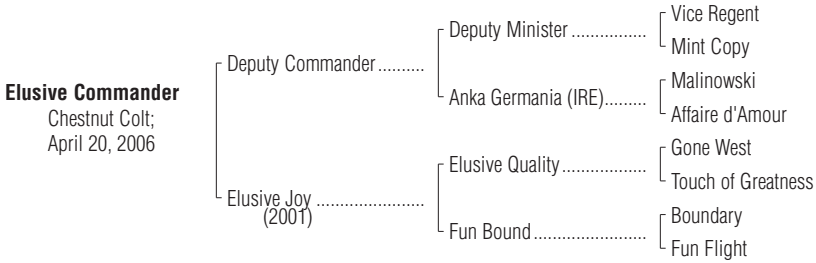 Vice Regent
Deputy Minister ................
Mint Copy
Deputy Commander..........
Malinowski
Anka Germania (IRE).........
Affaire d'Amour
Elusive Commander
Chestnut Colt;
April 20, 2006
Gone West
Elusive Quality..................
Touch of Greatness
Elusive Joy .......................
(2001)
Boundary
Fun Bound........................
Fun Flight